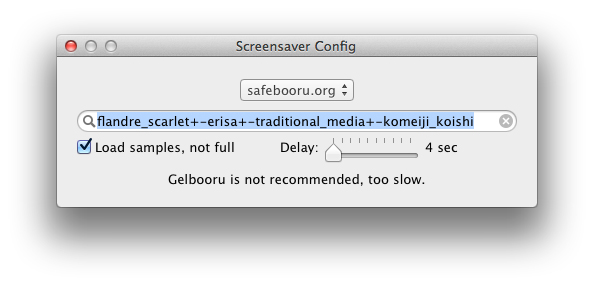 Screensaver Config
safebooru.org
flandre_scarlet+-erisa+-traditional_media+-komeiji_koishi
Load samples, not full Delay: 4 sec
Gelbooru is not recommended, too slow.